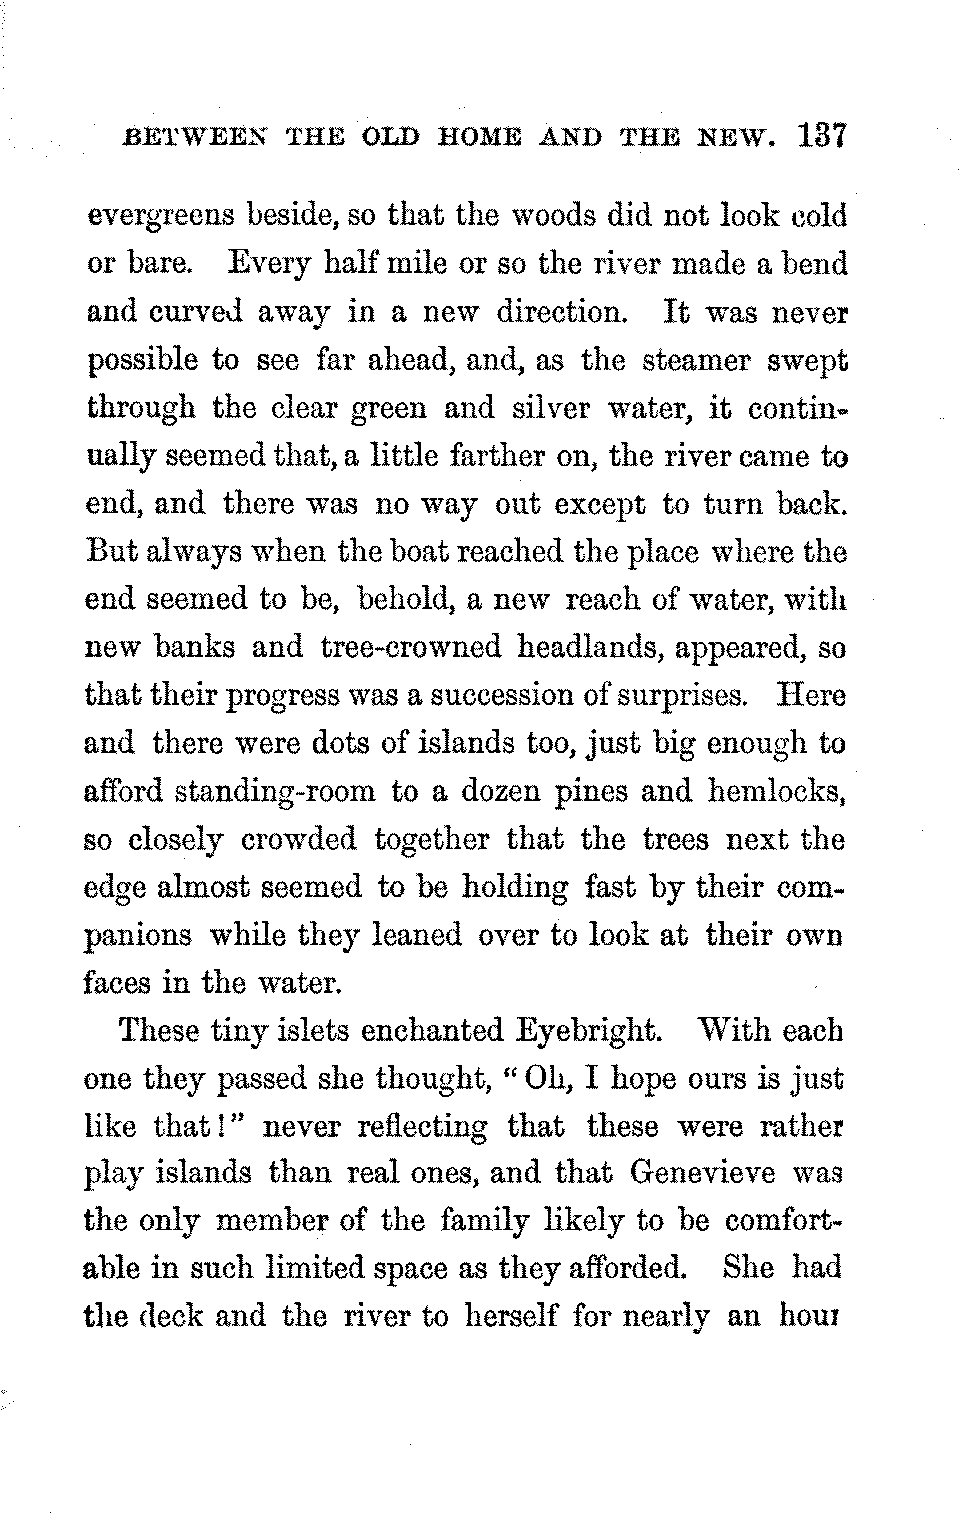 BETWEEN THE OLD HOME AND THE NEW. 137
evergreens beside, so that the woods did not look cold
or bare. Every half mile or so the river made a bend
and curved away in a new direction. It was never
possible to see far ahead, and, as the steamer swept
through the clear green and silver water, it contin-
ually seemed that, a little farther on, the river came to
end, and there was no way out except to turn back.
But always when the boat reached the place where the
end seemed to be, behold, a new reach of water, with
new banks and tree-crowned headlands, appeared, so
that their progress was a succession of surprises. Here
and there were dots of islands too, just big enough to
afford standing-room to a dozen pines and hemlocks,
so closely crowded together that the trees next the
edge almost seemed to be holding fast by their com-
panions while they leaned over to look at their own
faces in the water.
These tiny islets enchanted Eyebright. With each
one they passed she thought, "Oh, I hope ours is just
like that!" never reflecting that these were rather
play islands than real ones, and that Genevieve was
the only member of the family likely to be comfort-
able in such limited space as they afforded. She had
the deck and the river to herself for nearly an hour